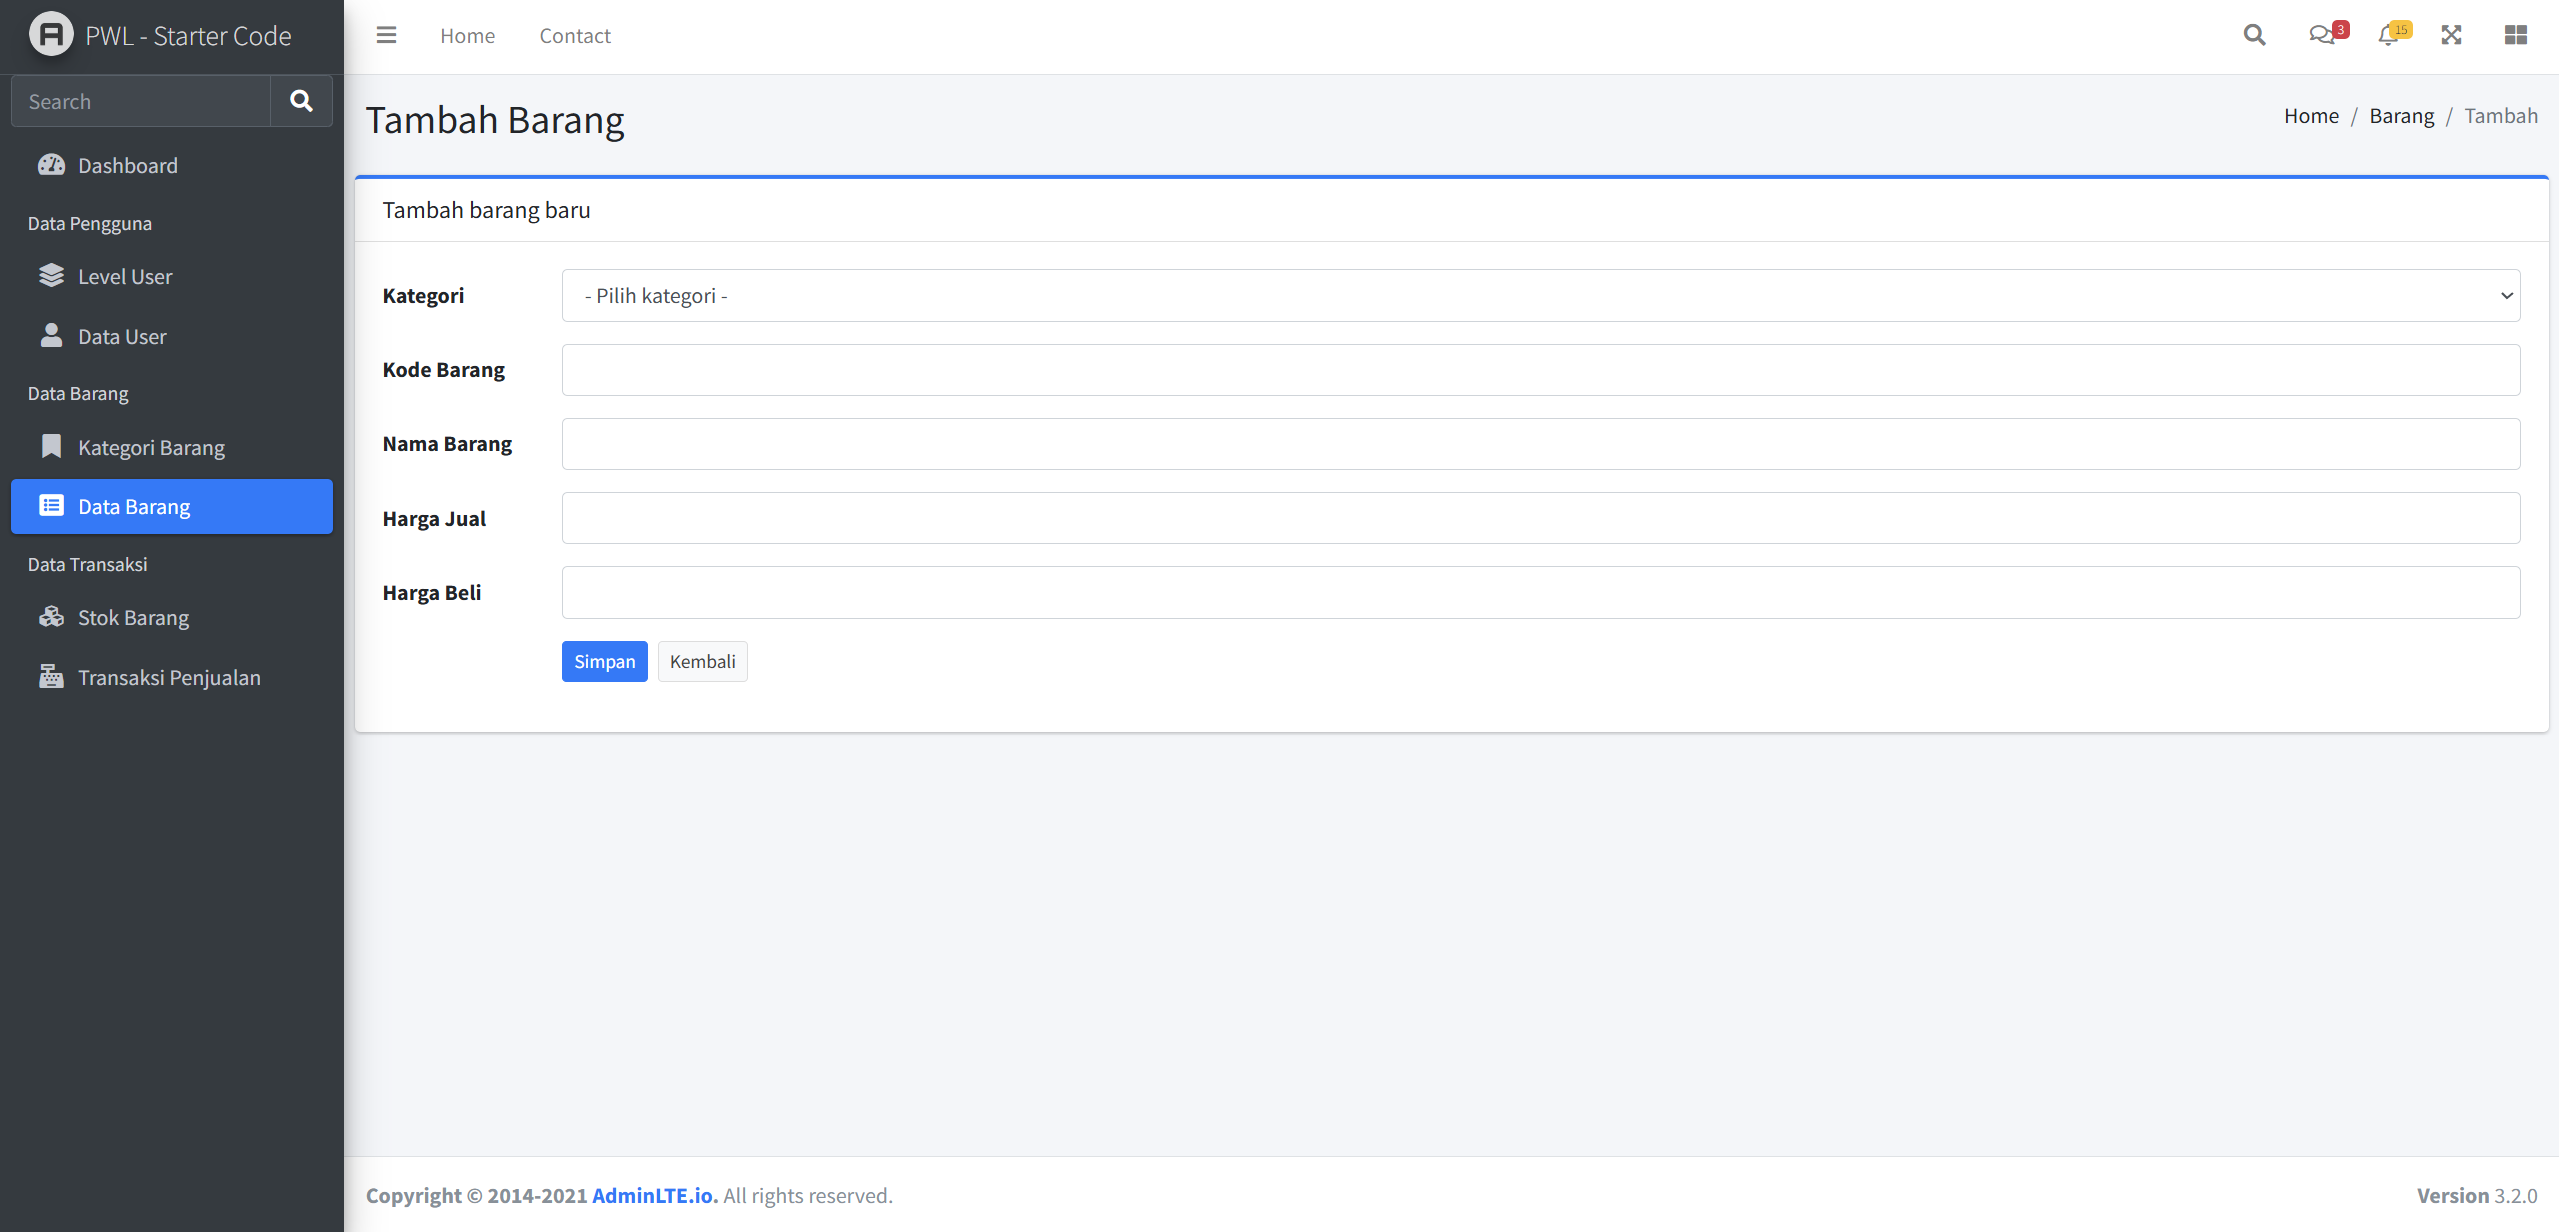 PWL - Starter Code
Home
Contact
3
15
Search
Dashboard
Data Pengguna
Level User
Data User
Data Barang
Kategori Barang
Data Barang
Data Transaksi
Stok Barang
Transaksi Penjualan
Tambah Barang
Home / Barang / Tambah
Tambah barang baru
Kategori
- Pilih kategori -
Kode Barang
Nama Barang
Harga Jual
Harga Beli
Simpan
Kembali
Copyright © 2014-2021 AdminLTE.io. All rights reserved.
Version 3.2.0